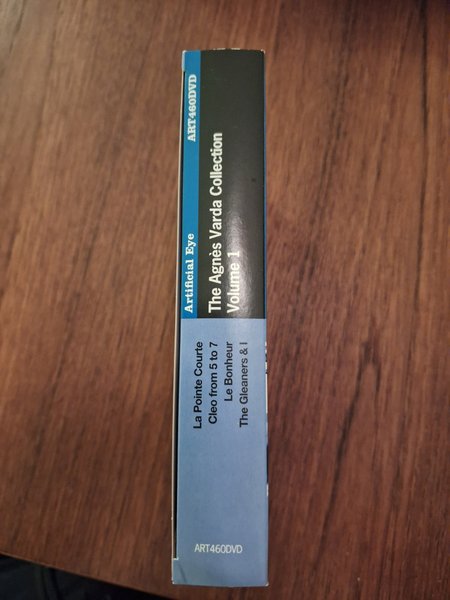 Artificial Eye
ART460DVD
The Agnès Varda Collection
Volume 1
La Pointe Courte
Cleo from 5 to 7
Le Bonheur
The Gleaners & I
ART460DVD